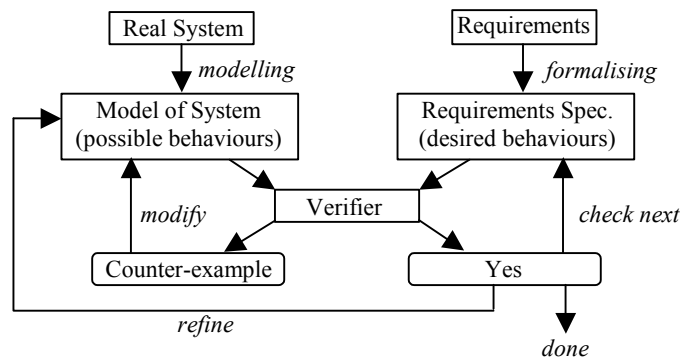 Real System
Requirements
modelling
formalising
Model of System
(possible behaviours)
Requirements Spec.
(desired behaviours)
Verifier
modify
check next
Counter-example
Yes
refine
done